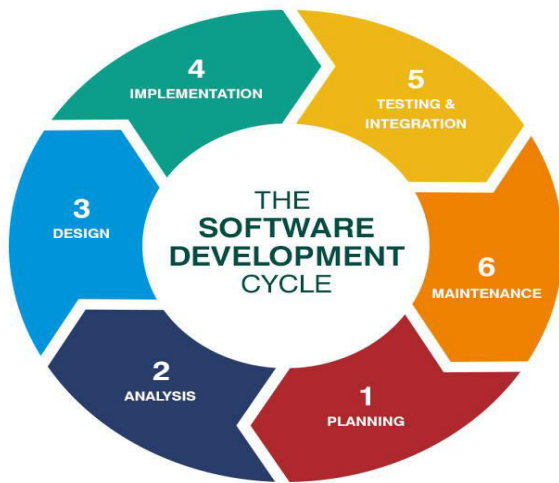 THE
SOFTWARE
DEVELOPMENT
CYCLE
1
PLANNING
2
ANALYSIS
3
DESIGN
4
IMPLEMENTATION
5
TESTING &
INTEGRATION
6
MAINTENANCE